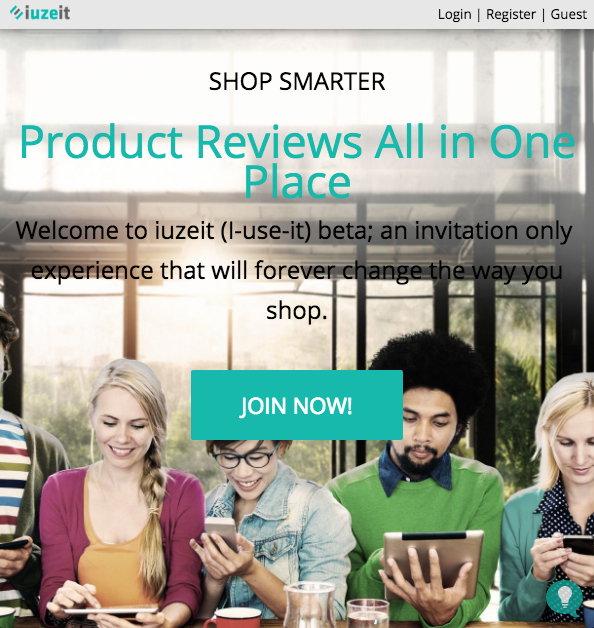 iuzeit
Login | Register | Guest
SHOP SMARTER
Product Reviews All in One
Place
Welcome to iuzeit (I-use-it) beta; an invitation only
experience that will forever change the way you
shop.
JOIN NOW!